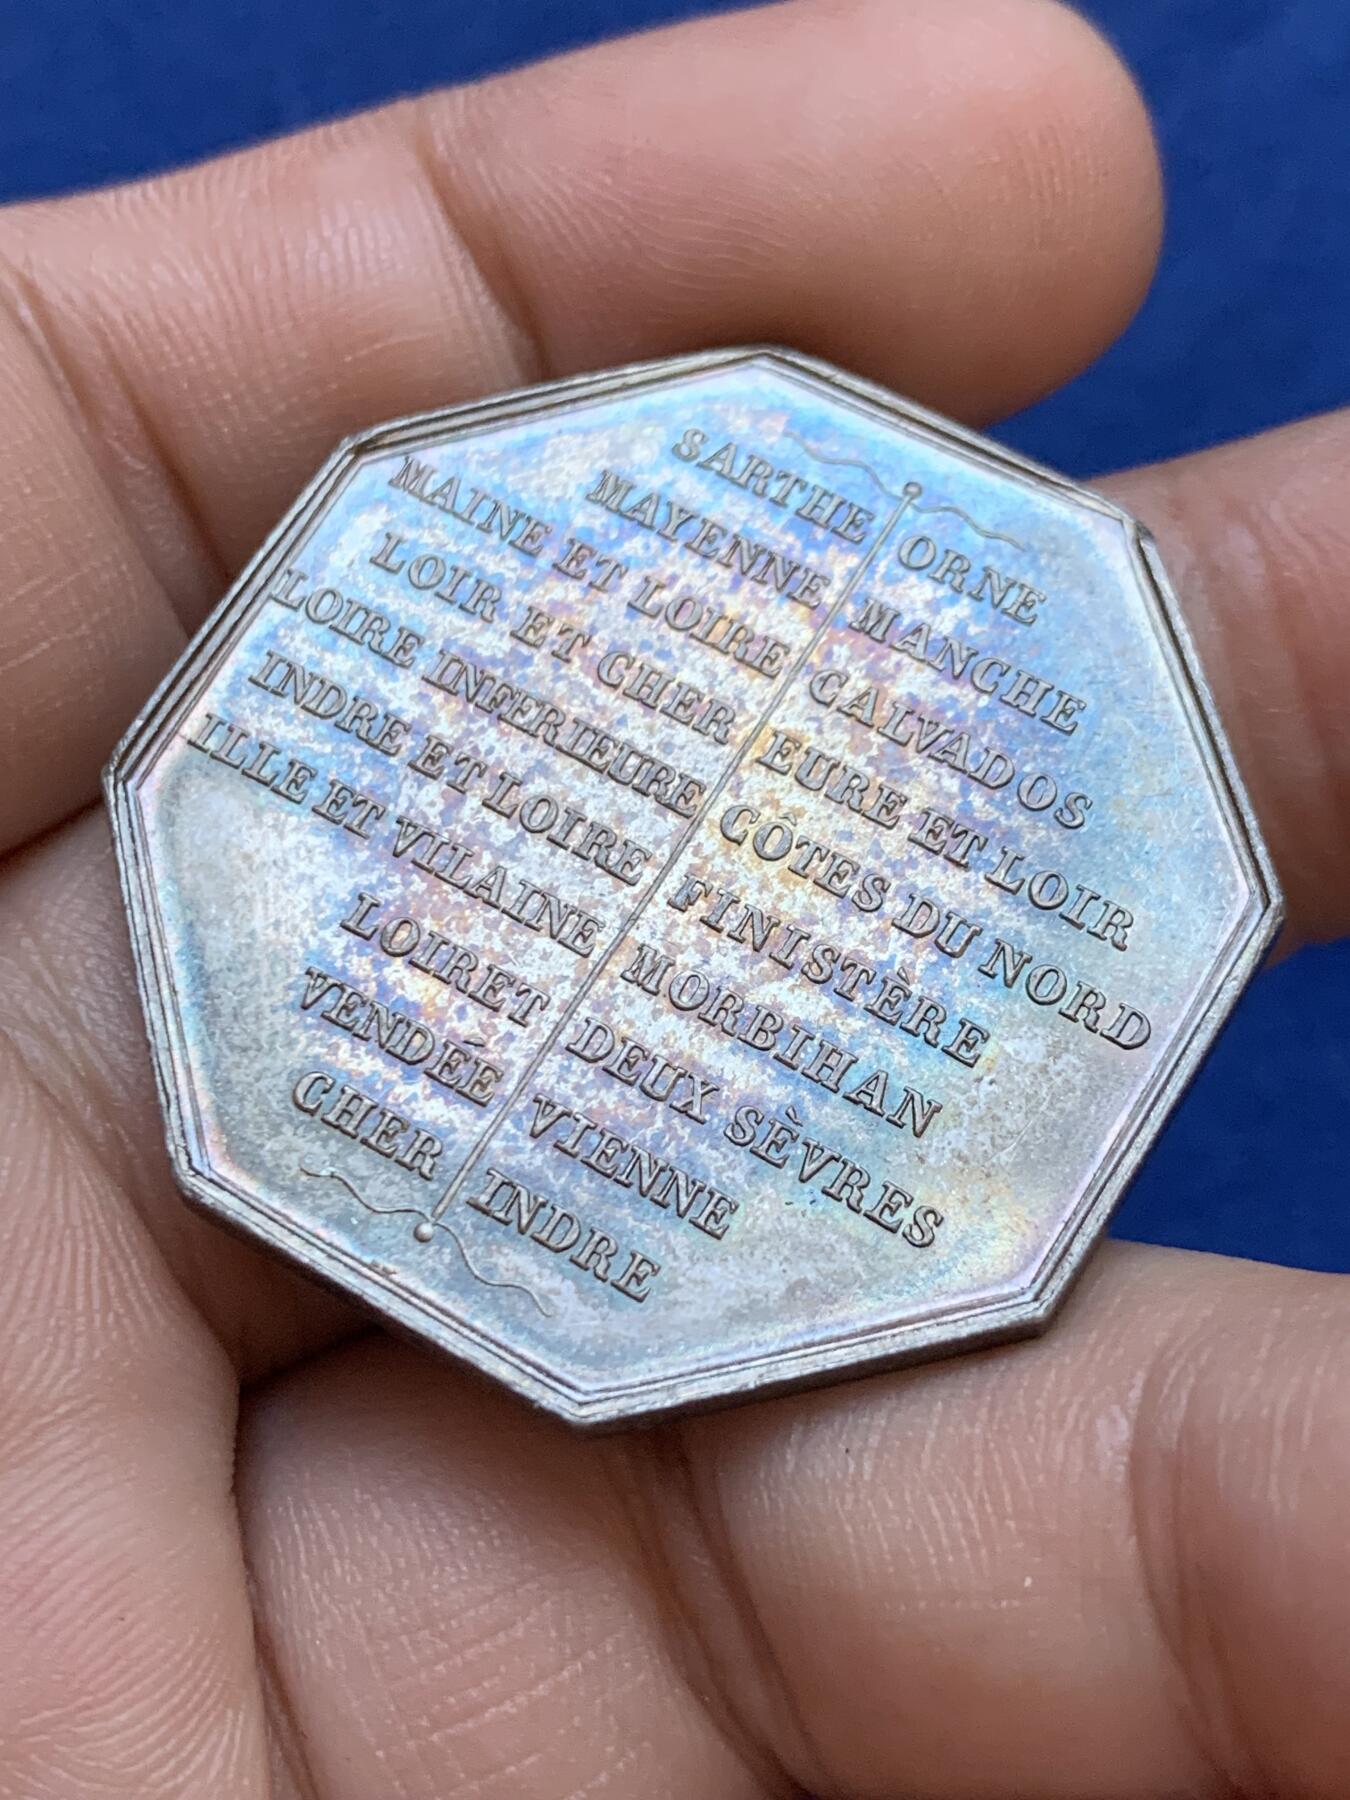 SARTHE ORNE
MAYENNE MANCHE
MAINE ET LOIRE CALVADOS
LOIR ET CHER EURE ET LOIR
LOIRE INFERIEURE CÔTES DU NORD
INDRE ET LOIRE FINISTÈRE
ILLE ET VILAINE MORBIHAN
LOIRET DEUX SÈVRES
VENDÉE VIENNE
CHER INDRE